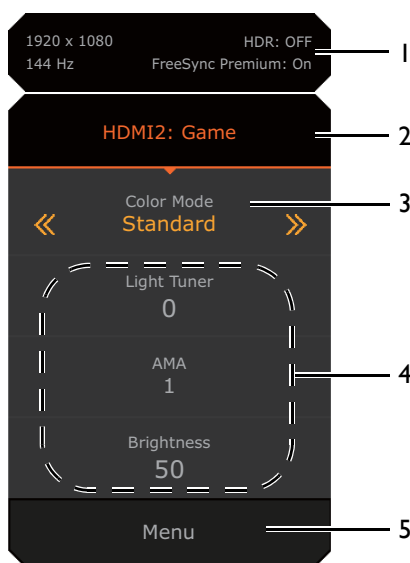 1920 x 1080 HDR: OFF
144 Hz FreeSync Premium: On
1
HDMI2: Game
2
Color Mode
Standard
3
Light Tuner
0
AMA
1
4
Brightness
50
Menu
5